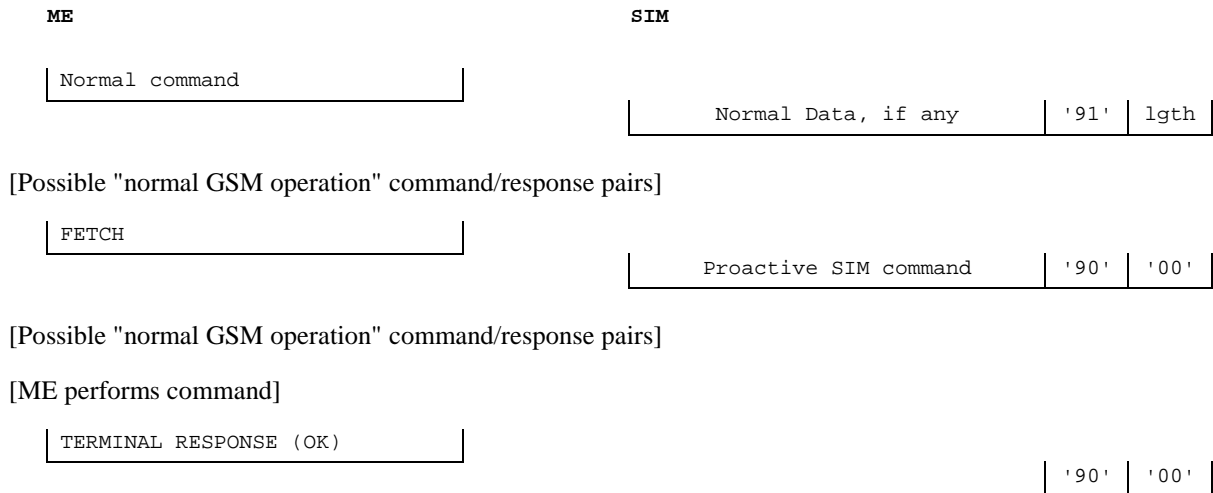 ME SIM
Normal command
Normal Data, if any '91' lgth
[Possible "normal GSM operation" command/response pairs]
FETCH
Proactive SIM command '90' '00'
[Possible "normal GSM operation" command/response pairs]
[ME performs command]
TERMINAL RESPONSE (OK)
'90' '00'